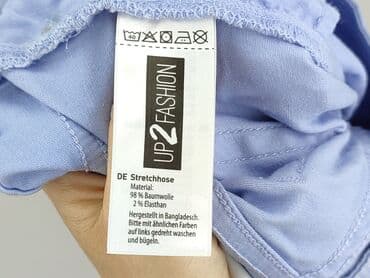 40
UP2FASHION
DE Stretchhose
Material:
98 % Baumwolle
2 % Elasthan
Hergestellt in Bangladesch.
Bitte mit ähnlichen Farben
auf links gedreht waschen
und bügeln.